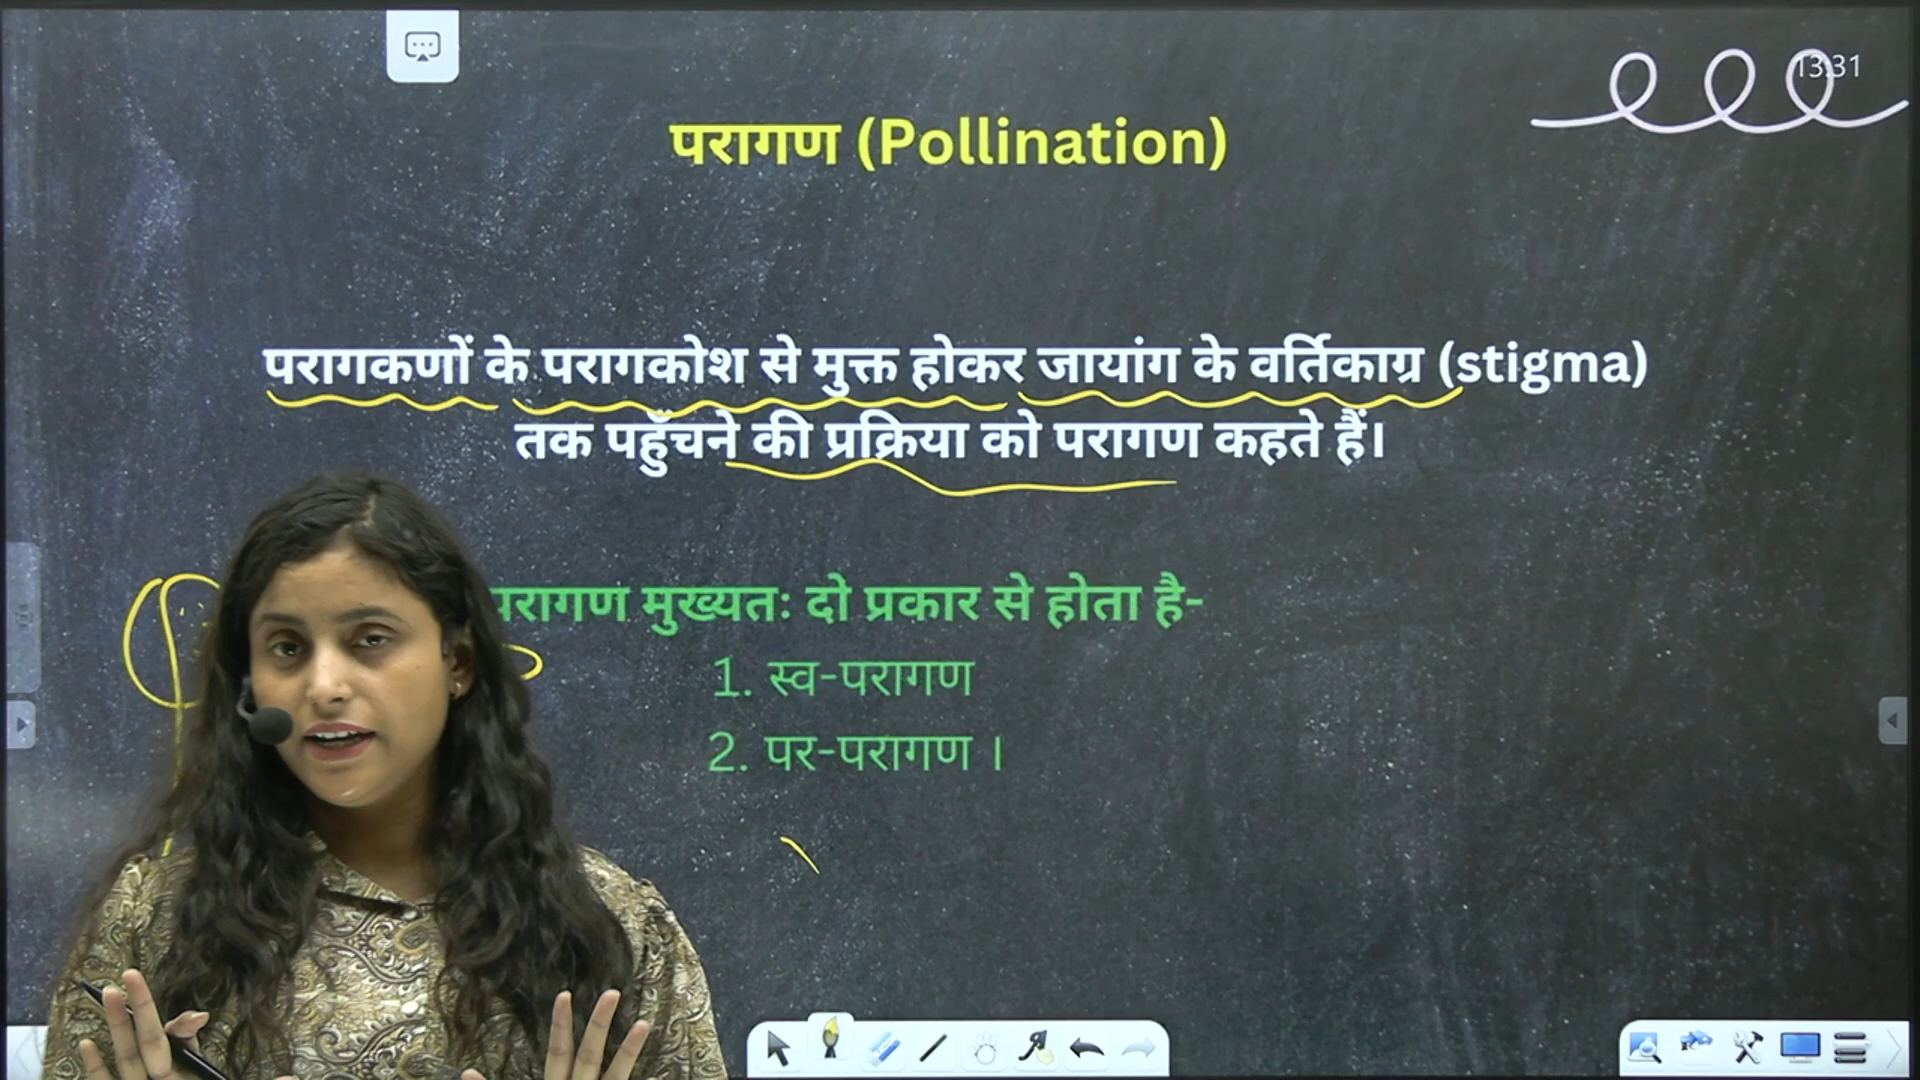 13:31
परागण (Pollination)
परागकणों के परागकोश से मुक्त होकर जायांग के वर्तिकाग्र (stigma)
तक पहुँचने की प्रक्रिया को परागण कहते हैं।
परागण मुख्यतः दो प्रकार से होता है-
1. स्व-परागण
2. पर-परागण ।